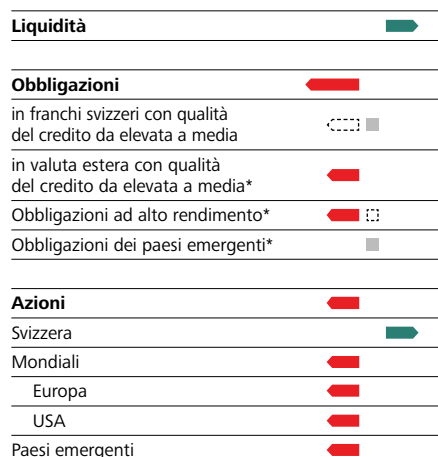 Liquidità
Obbligazioni
in franchi svizzeri con qualità
del credito da elevata a media
in valuta estera con qualità
del credito da elevata a media*
Obbligazioni ad alto rendimento*
Obbligazioni dei paesi emergenti*
Azioni
Svizzera
Mondiali
Europa
USA
Paesi emergenti